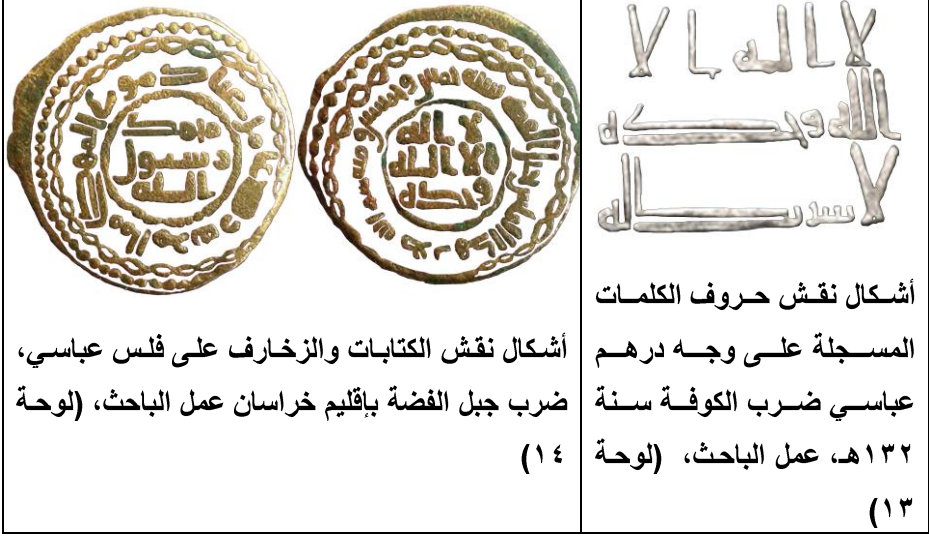 لا اله الا
الله وحده
لا شريك له
أشكال نقش حروف الكلمات
المسجلة على وجه درهم
عباسي ضرب الكوفة سنة
١٣٢هـ، عمل الباحث، (لوحة
١٣)
لا اله
الا الله
وحده
محمد
رسول
الله
أشكال نقش الكتابات والزخارف على فلس عباسي،
ضرب جبل الفضة بإقليم خراسان عمل الباحث، (لوحة
١٤)